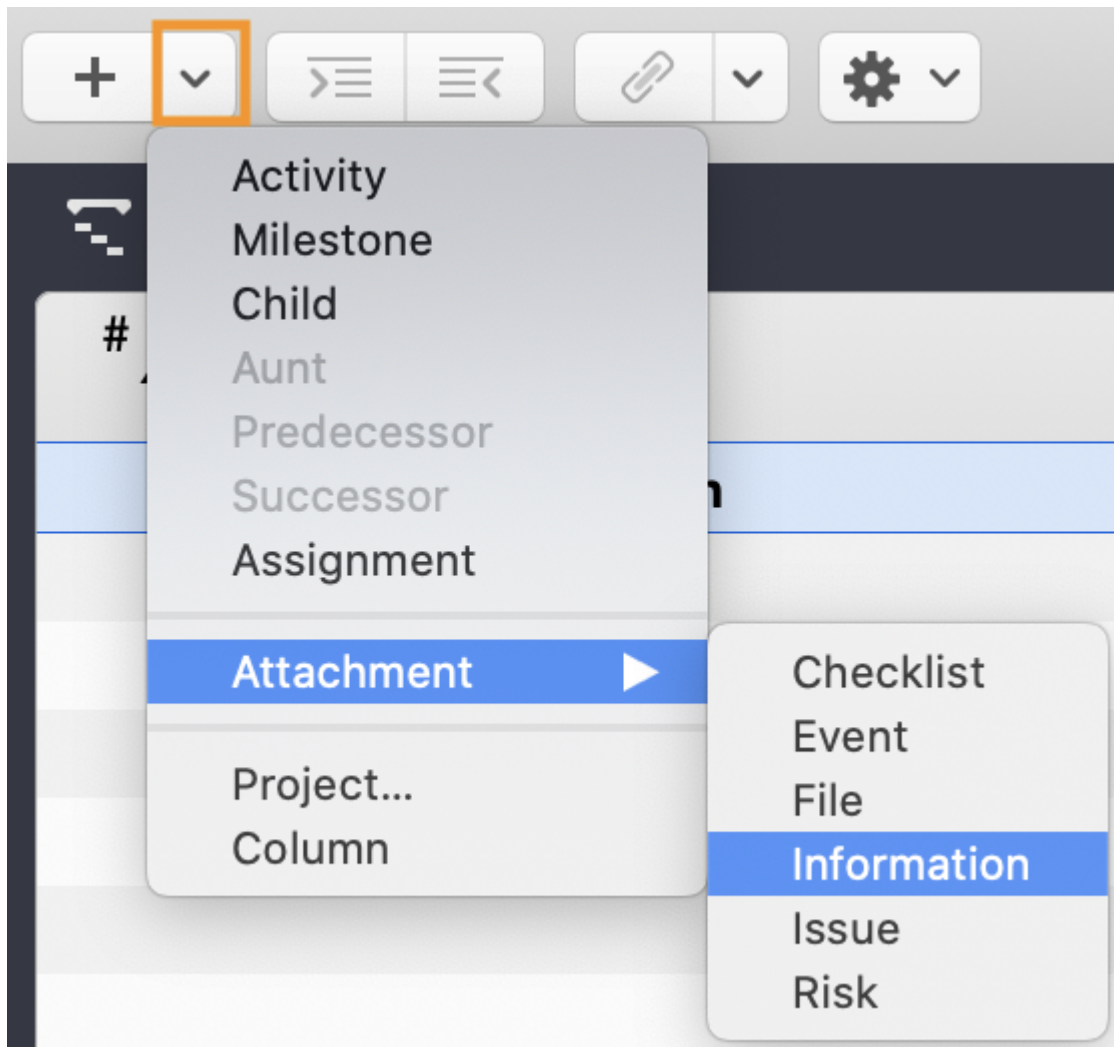 Activity
Milestone
Child
#
Aunt
Predecessor
Successor
Assignment
Attachment
Checklist
Event
Project...
File
Column
Information
Issue
Risk